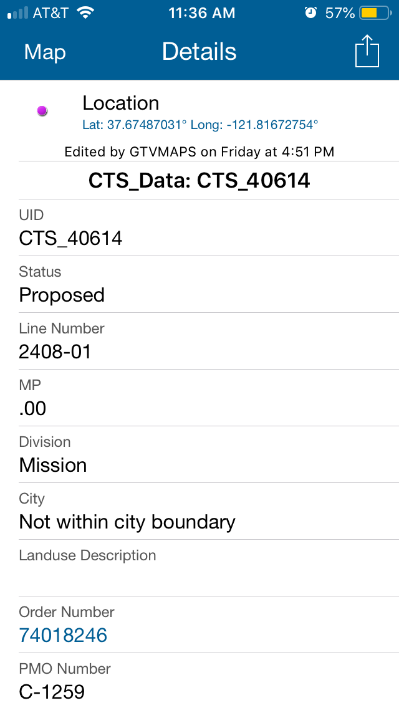 AT&T 11:36 AM 57%
Map Details
Location
Lat: 37.67487031° Long: -121.81672754°
Edited by GTVMAPS on Friday at 4:51 PM
CTS_Data: CTS_40614
UID
CTS_40614
Status
Proposed
Line Number
2408-01
MP
.00
Division
Mission
City
Not within city boundary
Landuse Description
Order Number
74018246
PMO Number
C-1259